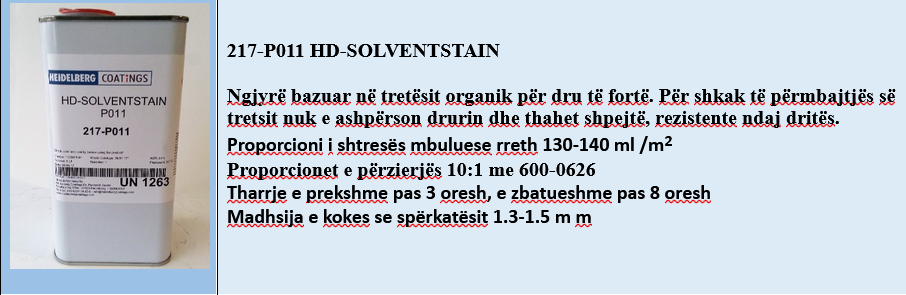 HEIDELBERG COATINGS
HD-SOLVENTSTAIN
P011
217-P011
UN 1263
217-P011 HD-SOLVENTSTAIN
Ngjyrë bazuar në tretësit organik për dru të fortë. Për shkak të përmbajtjës së
tretsit nuk e ashpërson drurin dhe thahet shpejtë, rezistente ndaj dritës.
Proporcioni i shtresës mbuluese rreth 130-140 ml /m²
Proporcionet e përzierjës 10:1 me 600-0626
Tharrje e prekshme pas 3 oresh, e zbatueshme pas 8 oresh
Madhsija e kokes se spërkatësit 1.3-1.5 m m